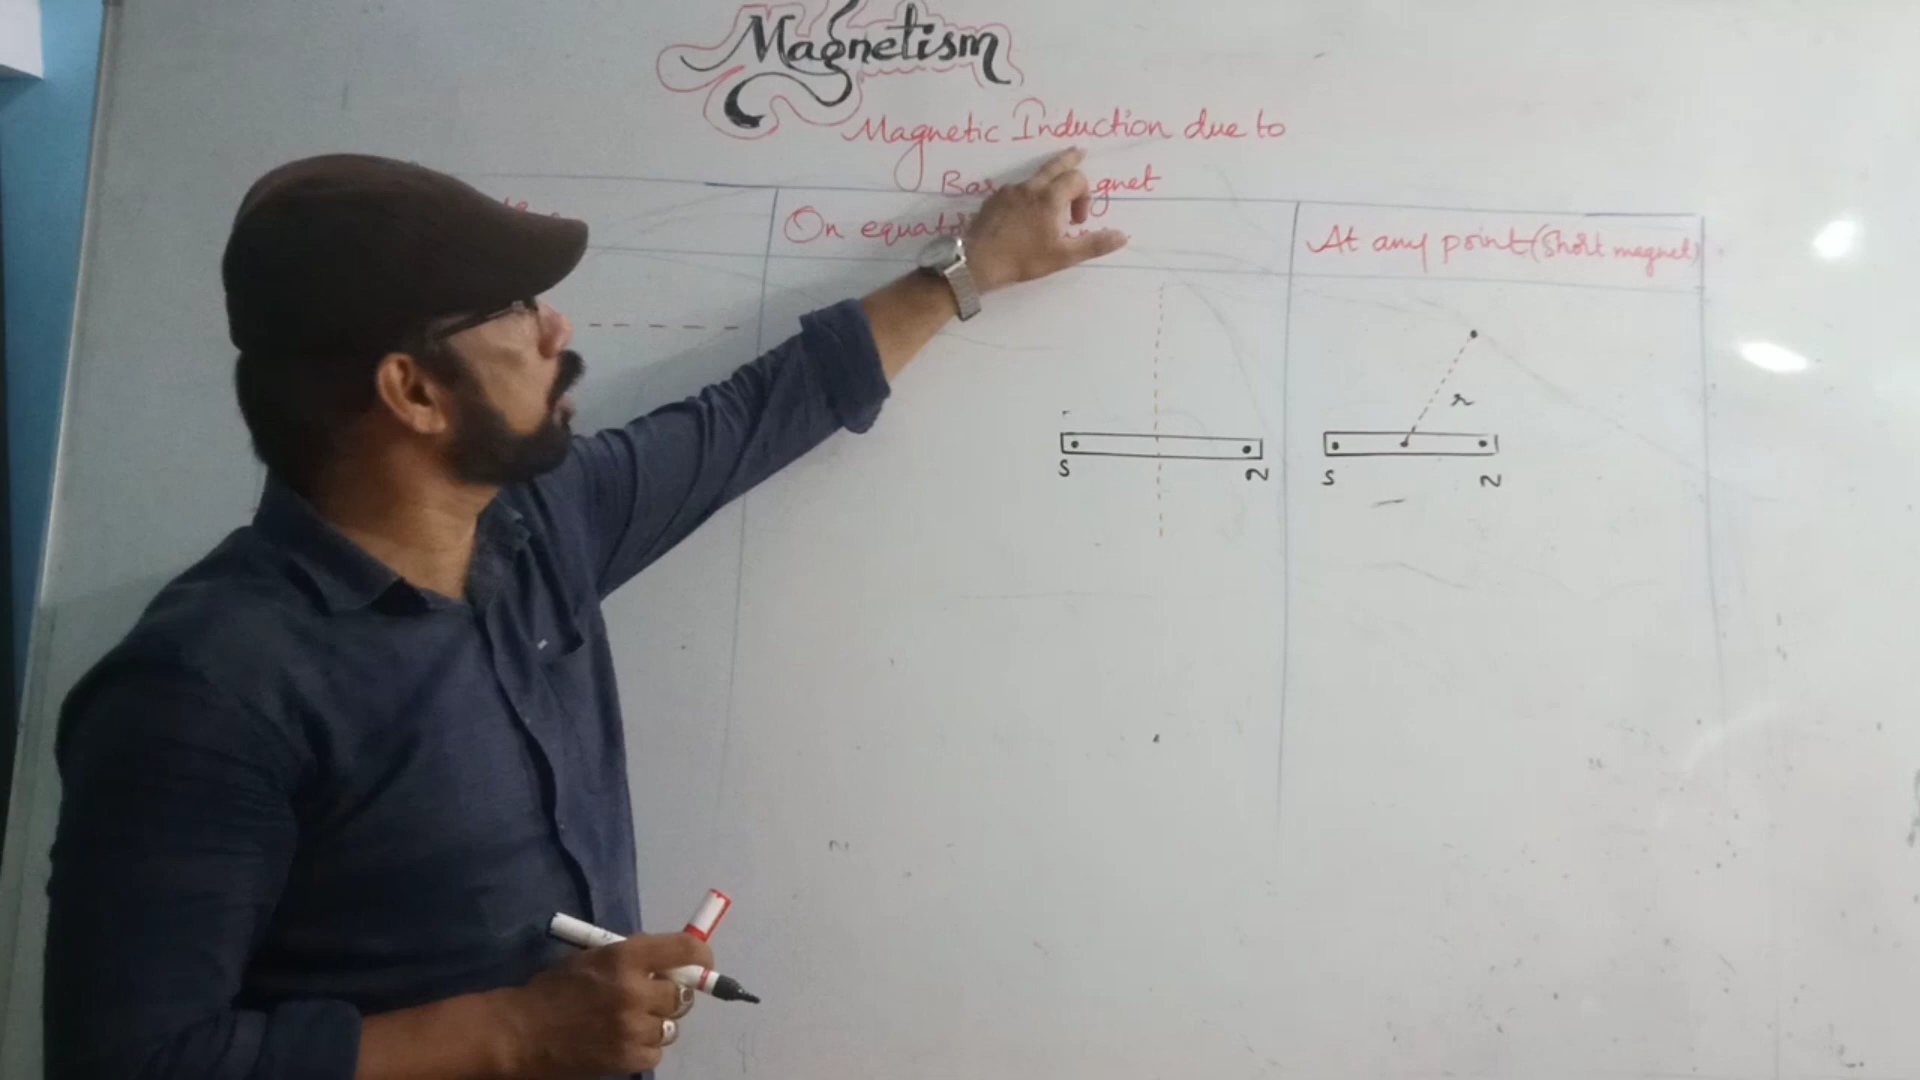 Magnetism
Magnetic Induction due to
On
At any point (Short magnet)
r
S N
S N